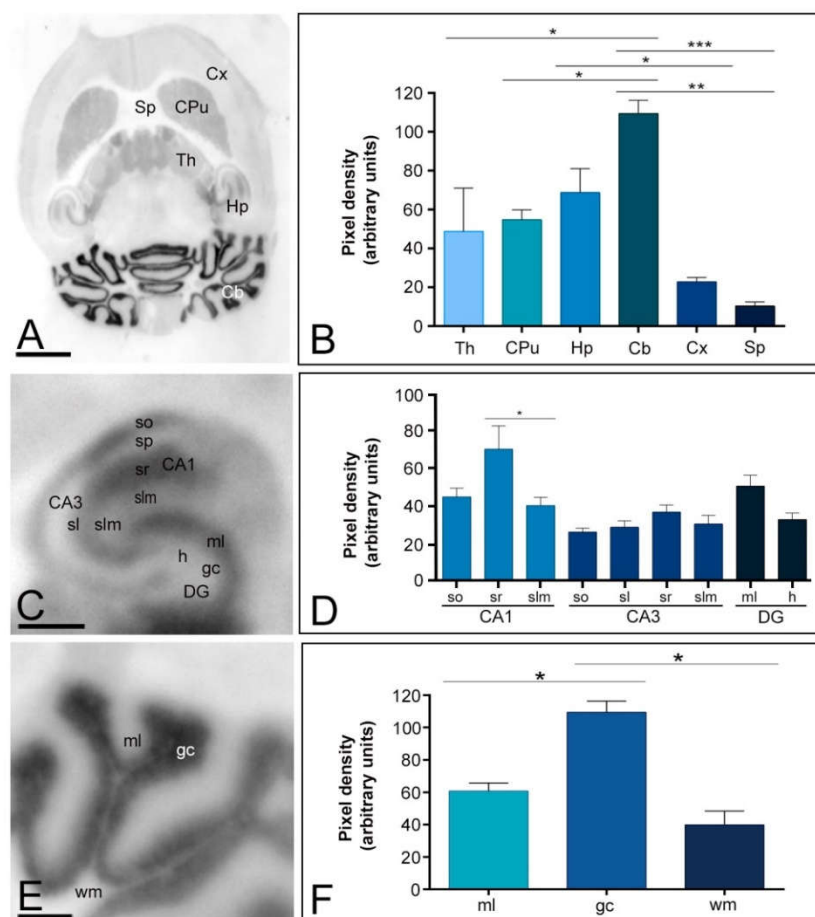 Cx
Sp CPu
Th
Hp
Cb
A
* 
***
*
*
**
120
100
80
60
40
20
0
Pixel density
(arbitrary units)
Th CPu Hp Cb Cx Sp
B
so
sp
sr CA1
CA3 slm
sl slm
ml
h gc
DG
C
*
100
80
60
40
20
0
Pixel density
(arbitrary units)
so sr slm so sl sr slm ml h
CA1 CA3 DG
D
ml gc
wm
E
*
*
120
100
80
60
40
20
0
Pixel density
(arbitrary units)
ml gc wm
F